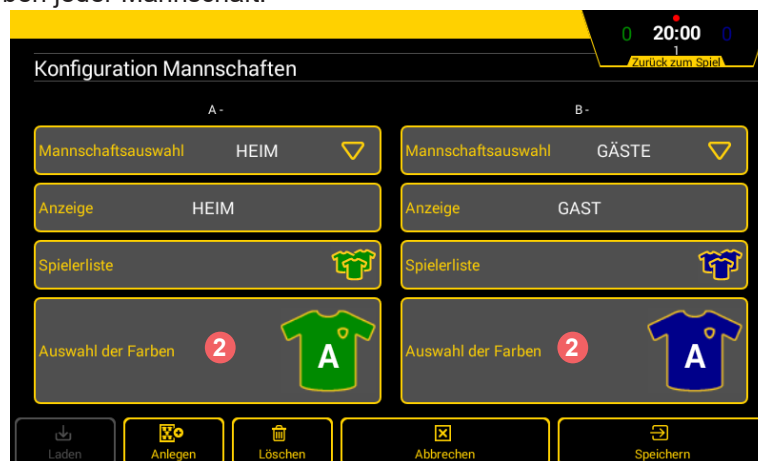 ben jeder Mannschaft.
0 20:00 0
1
Zurück zum Spiel
Konfiguration Mannschaften
A - B -
Mannschaftsauswahl HEIM Mannschaftsauswahl GÄSTE
Anzeige HEIM Anzeige GAST
Spielerliste Spielerliste
Auswahl der Farben 2 A Auswahl der Farben 2 A
Laden Anlegen Löschen Abbrechen Speichern